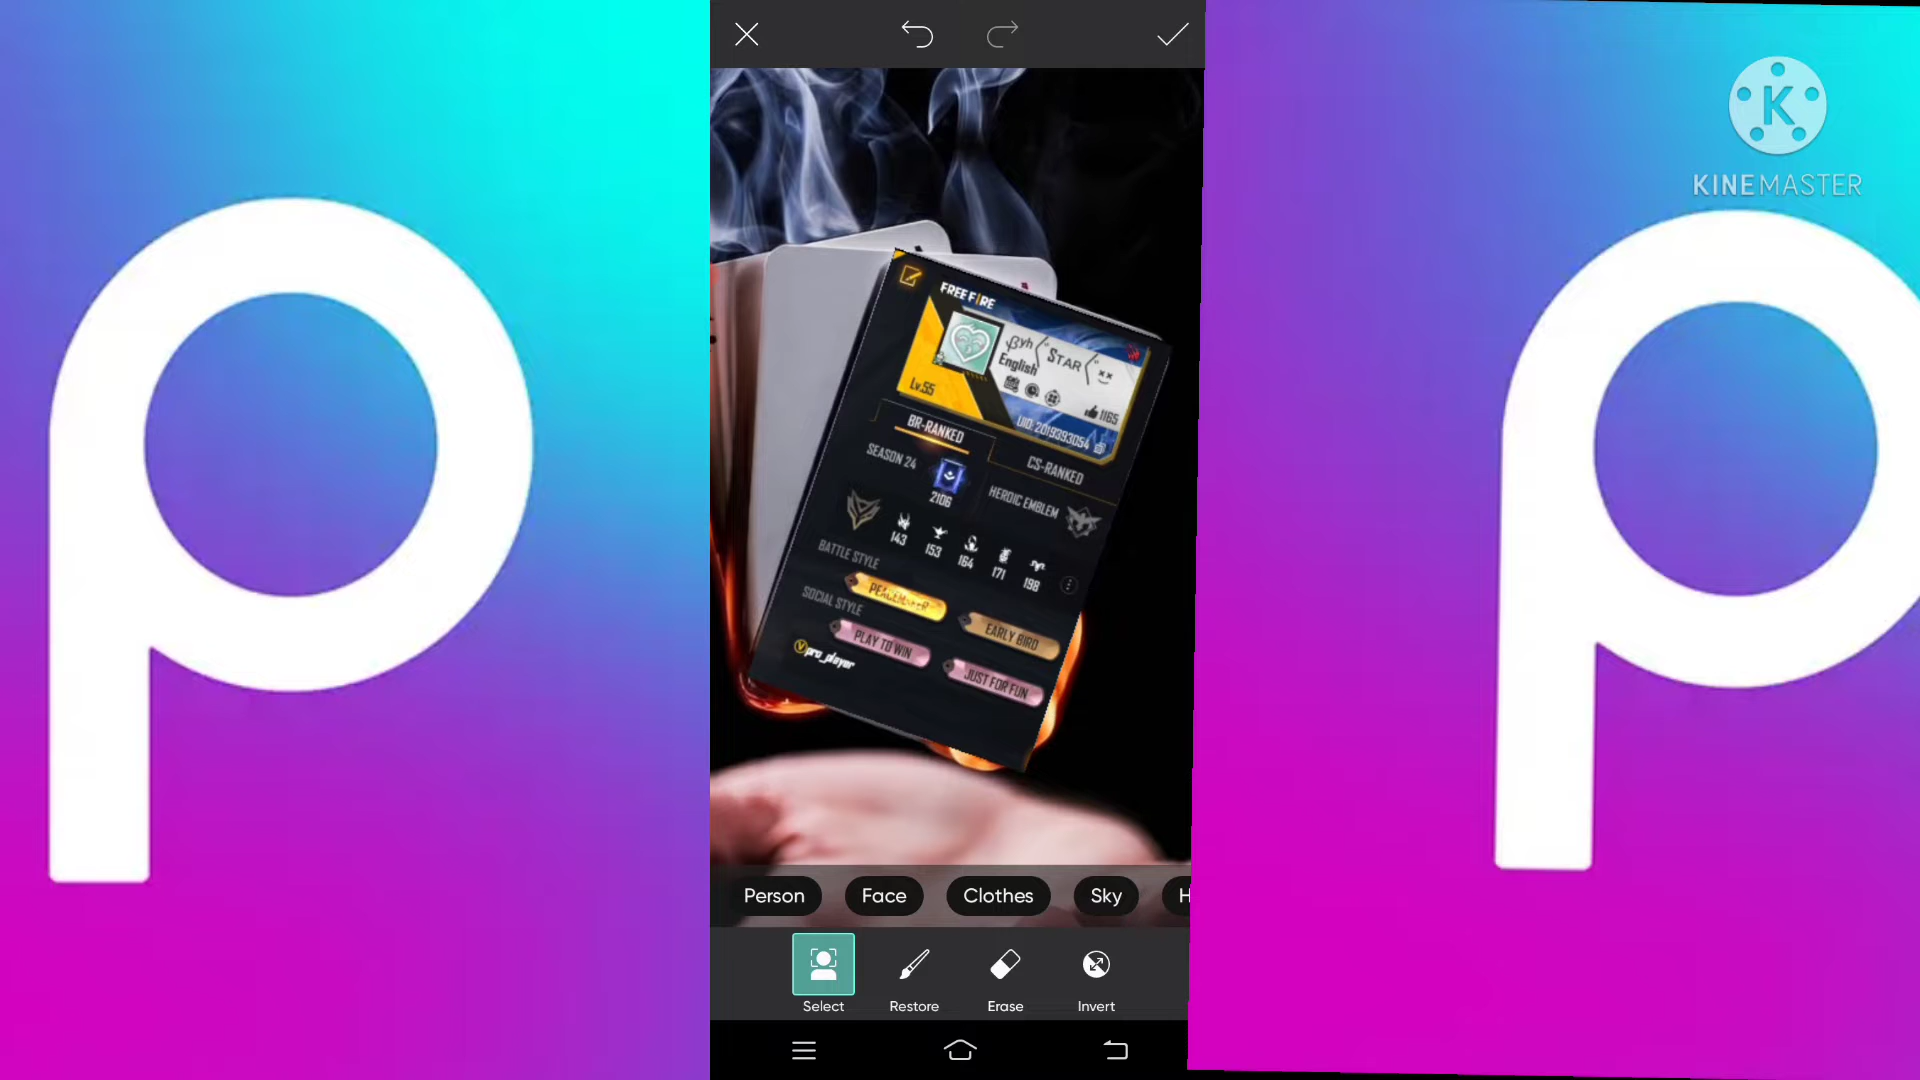 K
KINEMASTER
FREE FIRE
βyh⟨"STAR⟨"
English
Lv.55
1165
UID: 2019393054
BR-RANKED
CS-RANKED
SEASON 24
2106
HEROIC EMBLEM
143
153
164
171
198
BATTLE STYLE
PEACEMAKER
EARLY BIRD
SOCIAL STYLE
PLAY TO WIN
JUST FOR FUN
V pro_player
Person
Face
Clothes
Sky
H
Select
Restore
Erase
Invert